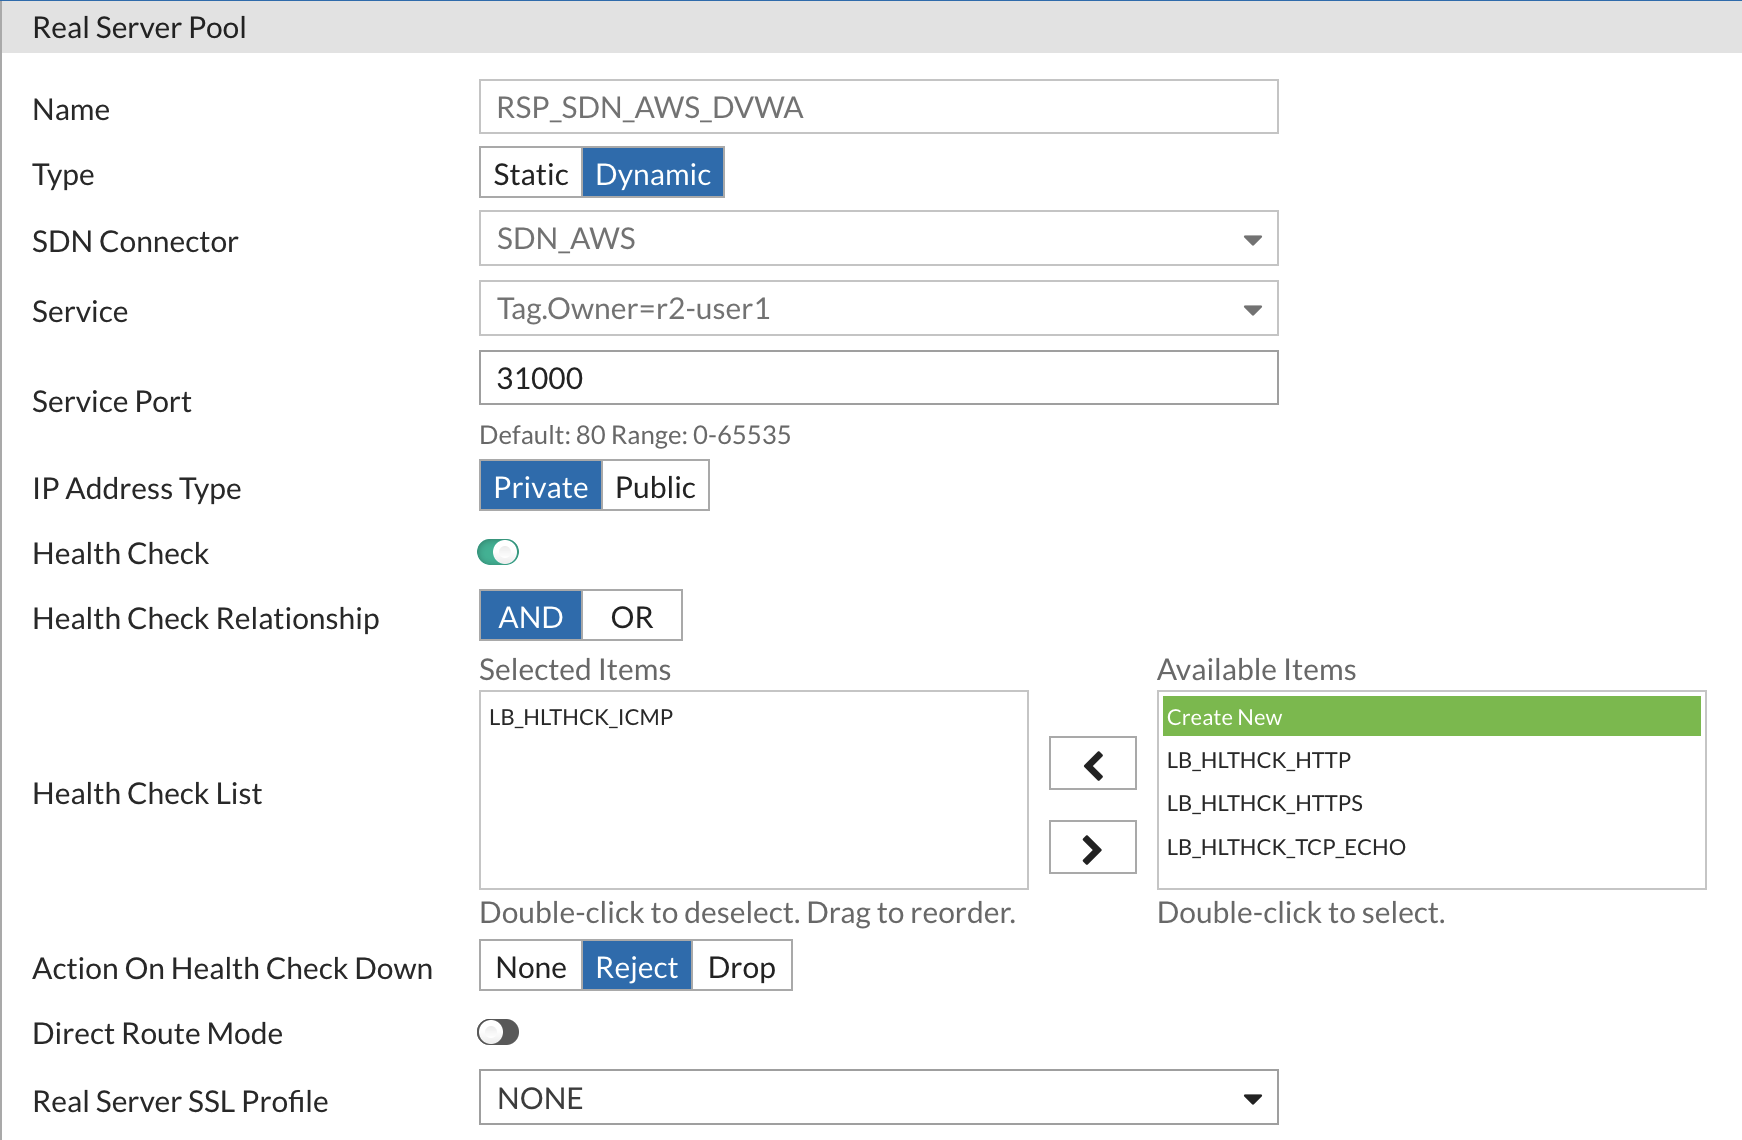 Real Server Pool
Name
RSP_SDN_AWS_DVWA
Type
Static Dynamic
SDN Connector
SDN_AWS
Service
Tag.Owner=r2-user1
Service Port
31000
Default: 80 Range: 0-65535
IP Address Type
Private Public
Health Check
Health Check Relationship
AND OR
Health Check List
Selected Items
LB_HLTHCK_ICMP
Double-click to deselect. Drag to reorder.
Available Items
Create New
LB_HLTHCK_HTTP
LB_HLTHCK_HTTPS
LB_HLTHCK_TCP_ECHO
Double-click to select.
Action On Health Check Down
None Reject Drop
Direct Route Mode
Real Server SSL Profile
NONE